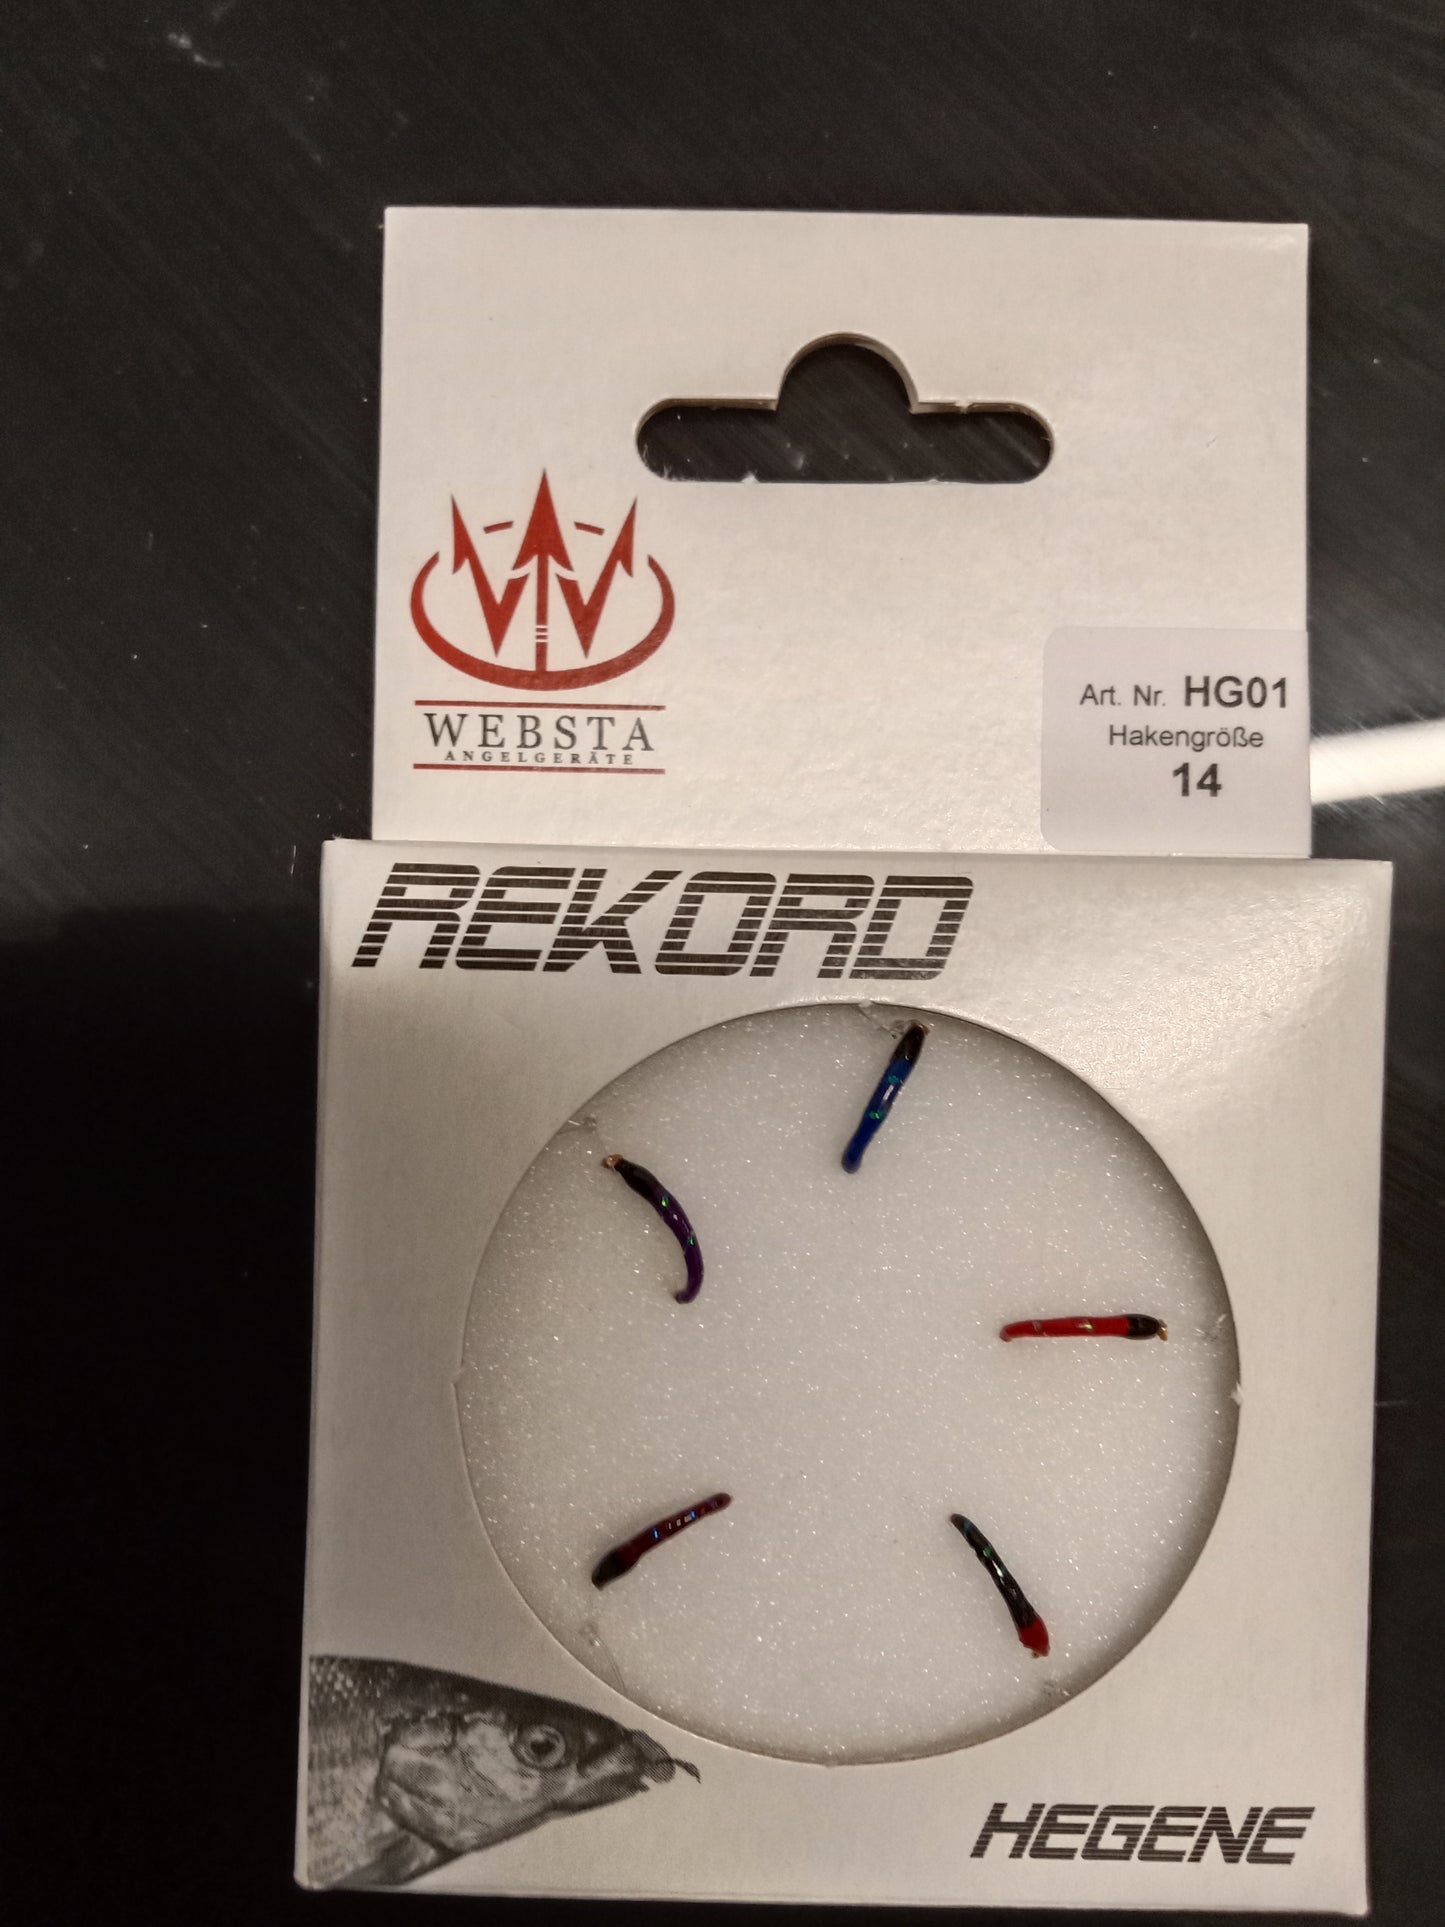 WEBSTA
ANGELGERÄTE
Art. Nr. HG01
Hakengröße
14
REKORD
HEGENE